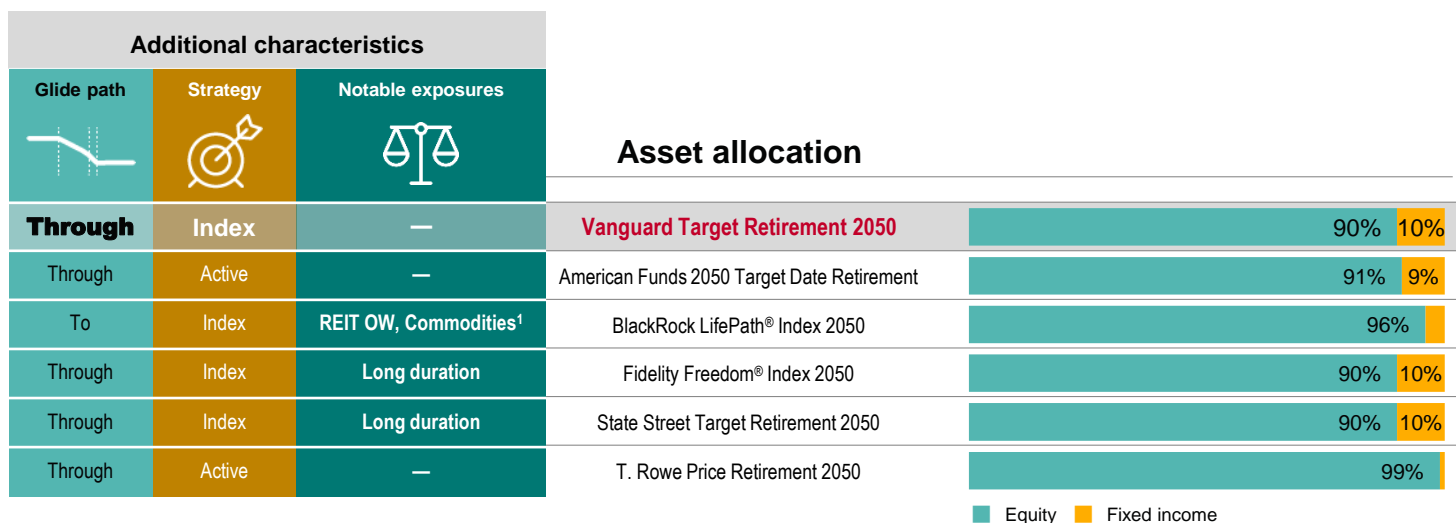 Additional characteristics
Glide path Strategy Notable exposures
Asset allocation
Through Index — Vanguard Target Retirement 2050 90% 10%
Through Active — American Funds 2050 Target Date Retirement 91% 9%
To Index REIT OW, Commodities¹ BlackRock LifePath® Index 2050 96%
Through Index Long duration Fidelity Freedom® Index 2050 90% 10%
Through Index Long duration State Street Target Retirement 2050 90% 10%
Through Active — T. Rowe Price Retirement 2050 99%
Equity Fixed income